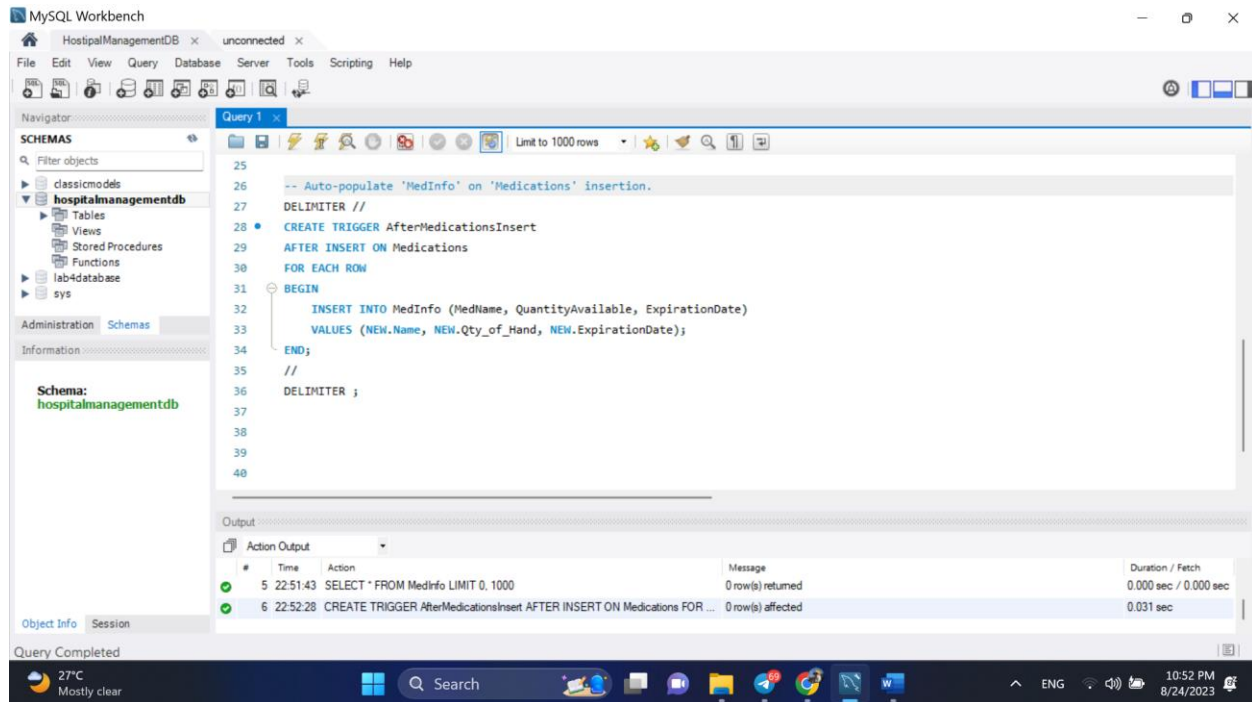 MySQL Workbench
HostipalManagementDB × unconnected ×
File Edit View Query Database Server Tools Scripting Help
Navigator
SCHEMAS
Filter objects
classicmodels
hospitalmanagementdb
Tables
Views
Stored Procedures
Functions
lab4database
sys
Administration Schemas
Information
Schema:
hospitalmanagementdb
Object Info Session
Query 1 ×
Limit to 1000 rows
25
26 -- Auto-populate 'MedInfo' on 'Medications' insertion.
27 DELIMITER //
28 CREATE TRIGGER AfterMedicationsInsert
29 AFTER INSERT ON Medications
30 FOR EACH ROW
31 BEGIN
32 INSERT INTO MedInfo (MedName, QuantityAvailable, ExpirationDate)
33 VALUES (NEW.Name, NEW.Qty_of_Hand, NEW.ExpirationDate);
34 END;
35 //
36 DELIMITER ;
37
38
39
40
Output
Action Output
# Time Action Message Duration / Fetch
5 22:51:43 SELECT * FROM MedInfo LIMIT 0, 1000 0 row(s) returned 0.000 sec / 0.000 sec
6 22:52:28 CREATE TRIGGER AfterMedicationsInsert AFTER INSERT ON Medications FOR ... 0 row(s) affected 0.031 sec
Query Completed
27°C
Mostly clear
Search
69
ENG
10:52 PM
8/24/2023